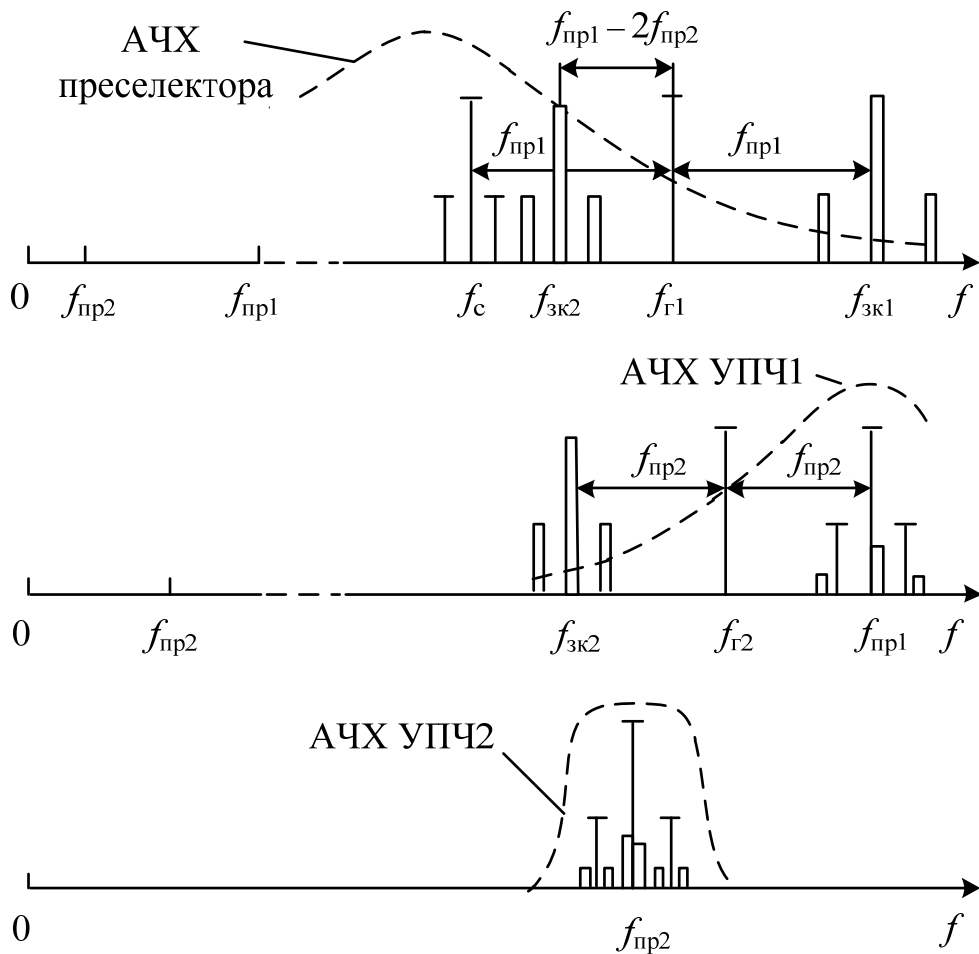 АЧХ
преселектора
fпр1 – 2fпр2
fпр1
fпр1
0
fпр2
fпр1
fс
fзк2
fг1
fзк1
f
АЧХ УПЧ1
fпр2
fпр2
0
fпр2
fзк2
fг2
fпр1
f
АЧХ УПЧ2
0
fпр2
f